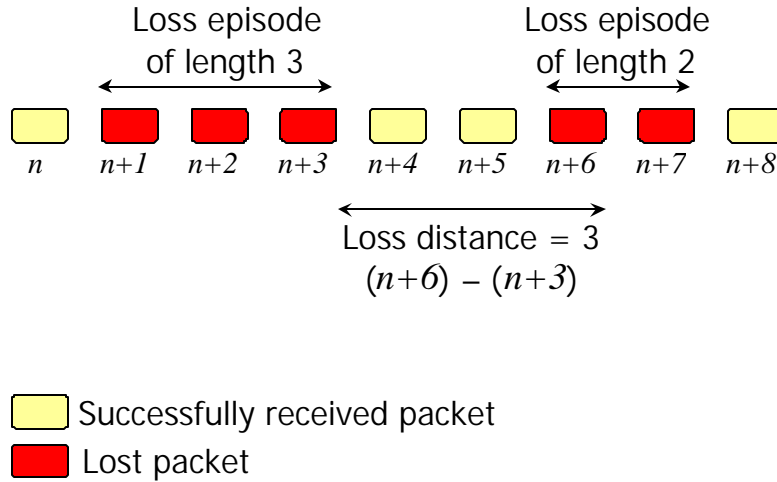 Loss episode
of length 3
Loss episode
of length 2
n n+1 n+2 n+3 n+4 n+5 n+6 n+7 n+8
Loss distance = 3
(n+6) – (n+3)
Successfully received packet
Lost packet